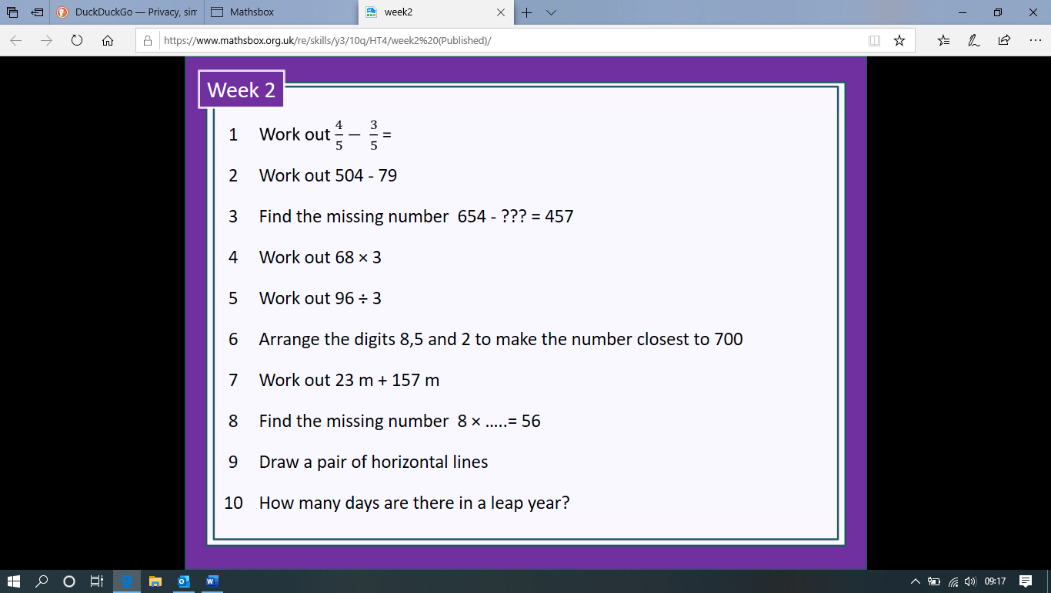 DuckDuckGo — Privacy, sim
Mathsbox
week2
https://www.mathsbox.org.uk/re/skills/y3/10q/HT4/week2%20(Published)/
Week 2
1 Work out 4/5 − 3/5 =
2 Work out 504 - 79
3 Find the missing number 654 - ??? = 457
4 Work out 68 × 3
5 Work out 96 ÷ 3
6 Arrange the digits 8,5 and 2 to make the number closest to 700
7 Work out 23 m + 157 m
8 Find the missing number 8 × .....= 56
9 Draw a pair of horizontal lines
10 How many days are there in a leap year?
09:17